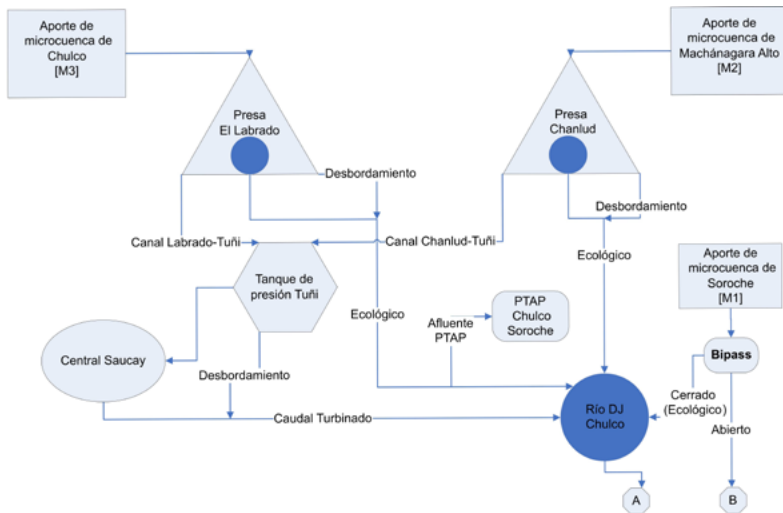 Aporte de
microcuenca de
Chulco
[M3]
Aporte de
microcuenca de
Machánagara Alto
[M2]
Presa
El Labrado
Presa
Chanlud
Desbordamiento
Desbordamiento
Canal Labrado-Tuñi
Canal Chanlud-Tuñi
Ecológico
Aporte de
microcuenca de
Soroche
[M1]
Tanque de
presión Tuñi
Ecológico
PTAP
Chulco
Soroche
Afluente
PTAP
Central Saucay
Desbordamiento
Bipass
Cerrado
(Ecológico)
Río DJ
Chulco
Caudal Turbinado
Abierto
A
B